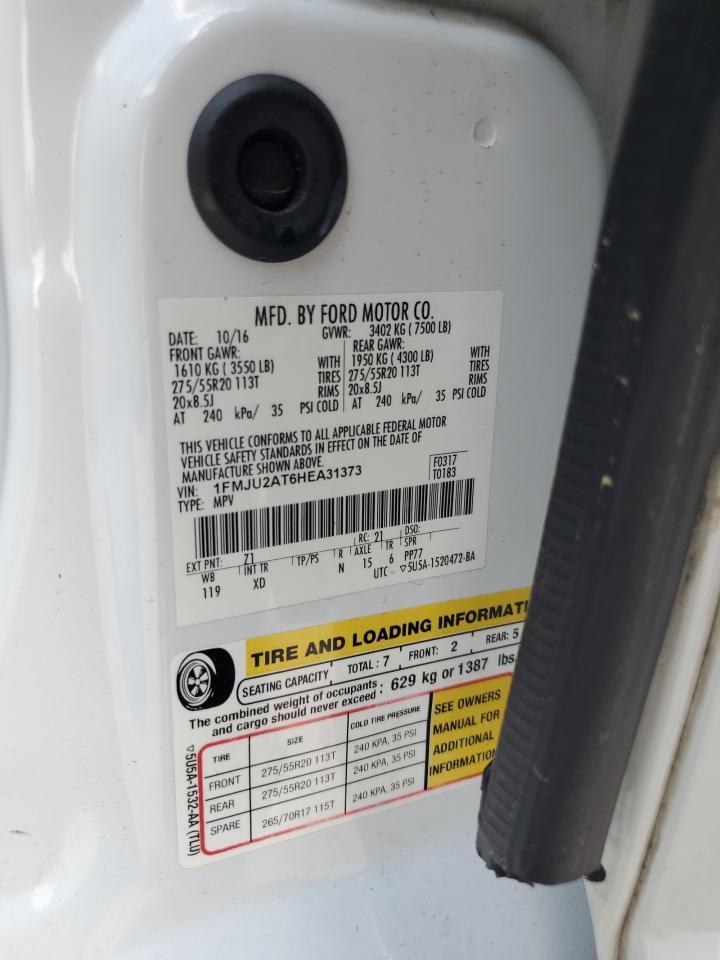 MFD. BY FORD MOTOR CO.
DATE: 10/16 GVWR: 3402 KG ( 7500 LB)
FRONT GAWR: REAR GAWR:
1610 KG ( 3550 LB) WITH 1950 KG ( 4300 LB) WITH
275/55R20 113T TIRES 275/55R20 113T TIRES
20x8.5J RIMS 20x8.5J RIMS
AT 240 kPa/ 35 PSI COLD AT 240 kPa/ 35 PSI COLD
THIS VEHICLE CONFORMS TO ALL APPLICABLE FEDERAL MOTOR
VEHICLE SAFETY STANDARDS IN EFFECT ON THE DATE OF
MANUFACTURE SHOWN ABOVE.
VIN: 1FMJU2AT6HEA31373 F0317
TYPE: MPV T0183
EXT PNT: Z1 RC: 21 DSO:
WB INT TR TP/PS R AXLE TR SPR
119 XD N 15 6 PP77
UTC ▽5U5A-1520472-BA
TIRE AND LOADING INFORMATI
SEATING CAPACITY TOTAL : 7 FRONT: 2 REAR: 5
The combined weight of occupants
and cargo should never exceed : 629 kg or 1387 lbs.
TIRE SIZE COLD TIRE PRESSURE
FRONT 275/55R20 113T 240 KPA, 35 PSI
REAR 275/55R20 113T 240 KPA, 35 PSI
SPARE 265/70R17 115T 240 KPA, 35 PSI
SEE OWNERS
MANUAL FOR
ADDITIONAL
INFORMATION
▽5U5A-1532-AA (TLU)